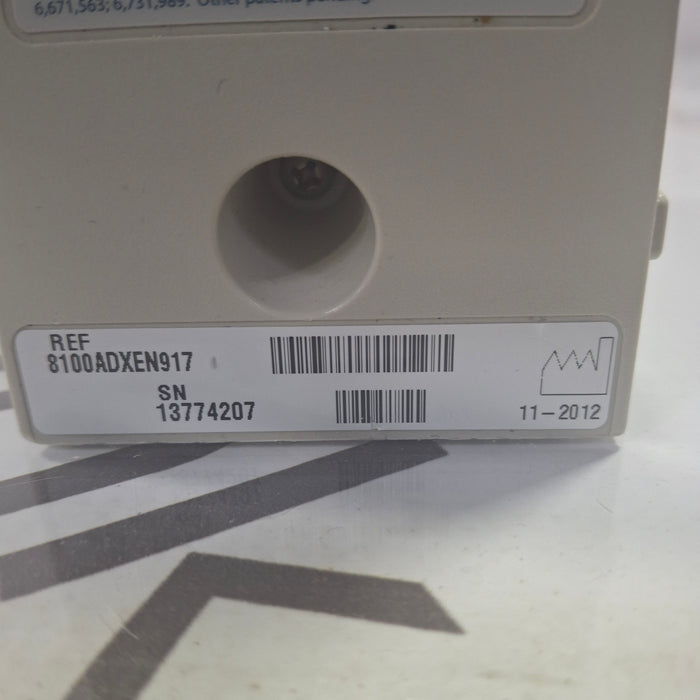 6,671,563; 6,731,989. Other patents pending.
REF
8100ADXEN917
SN
13774207
11-2012